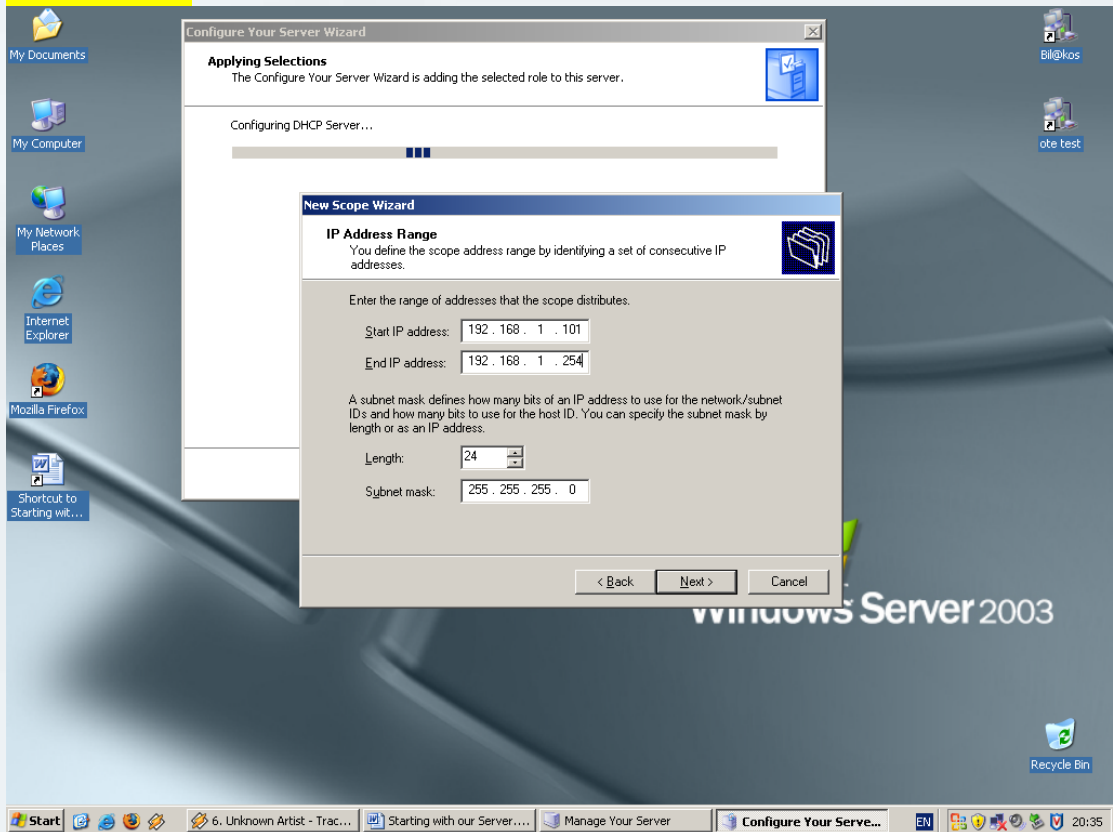 My Documents
My Computer
My Network
Places
Internet
Explorer
Mozilla Firefox
Shortcut to
Starting wit...
Bil@kos
ote test
Configure Your Server Wizard
Applying Selections
The Configure Your Server Wizard is adding the selected role to this server.
Configuring DHCP Server...
New Scope Wizard
IP Address Range
You define the scope address range by identifying a set of consecutive IP
addresses.
Enter the range of addresses that the scope distributes.
Start IP address: 192 . 168 . 1 . 101
End IP address: 192 . 168 . 1 . 254
A subnet mask defines how many bits of an IP address to use for the network/subnet
IDs and how many bits to use for the host ID. You can specify the subnet mask by
length or as an IP address.
Length: 24
Subnet mask: 255 . 255 . 255 . 0
< Back Next > Cancel
Windows Server 2003
Recycle Bin
Start 6. Unknown Artist - Trac... Starting with our Server.... Manage Your Server Configure Your Serve... EN 20:35